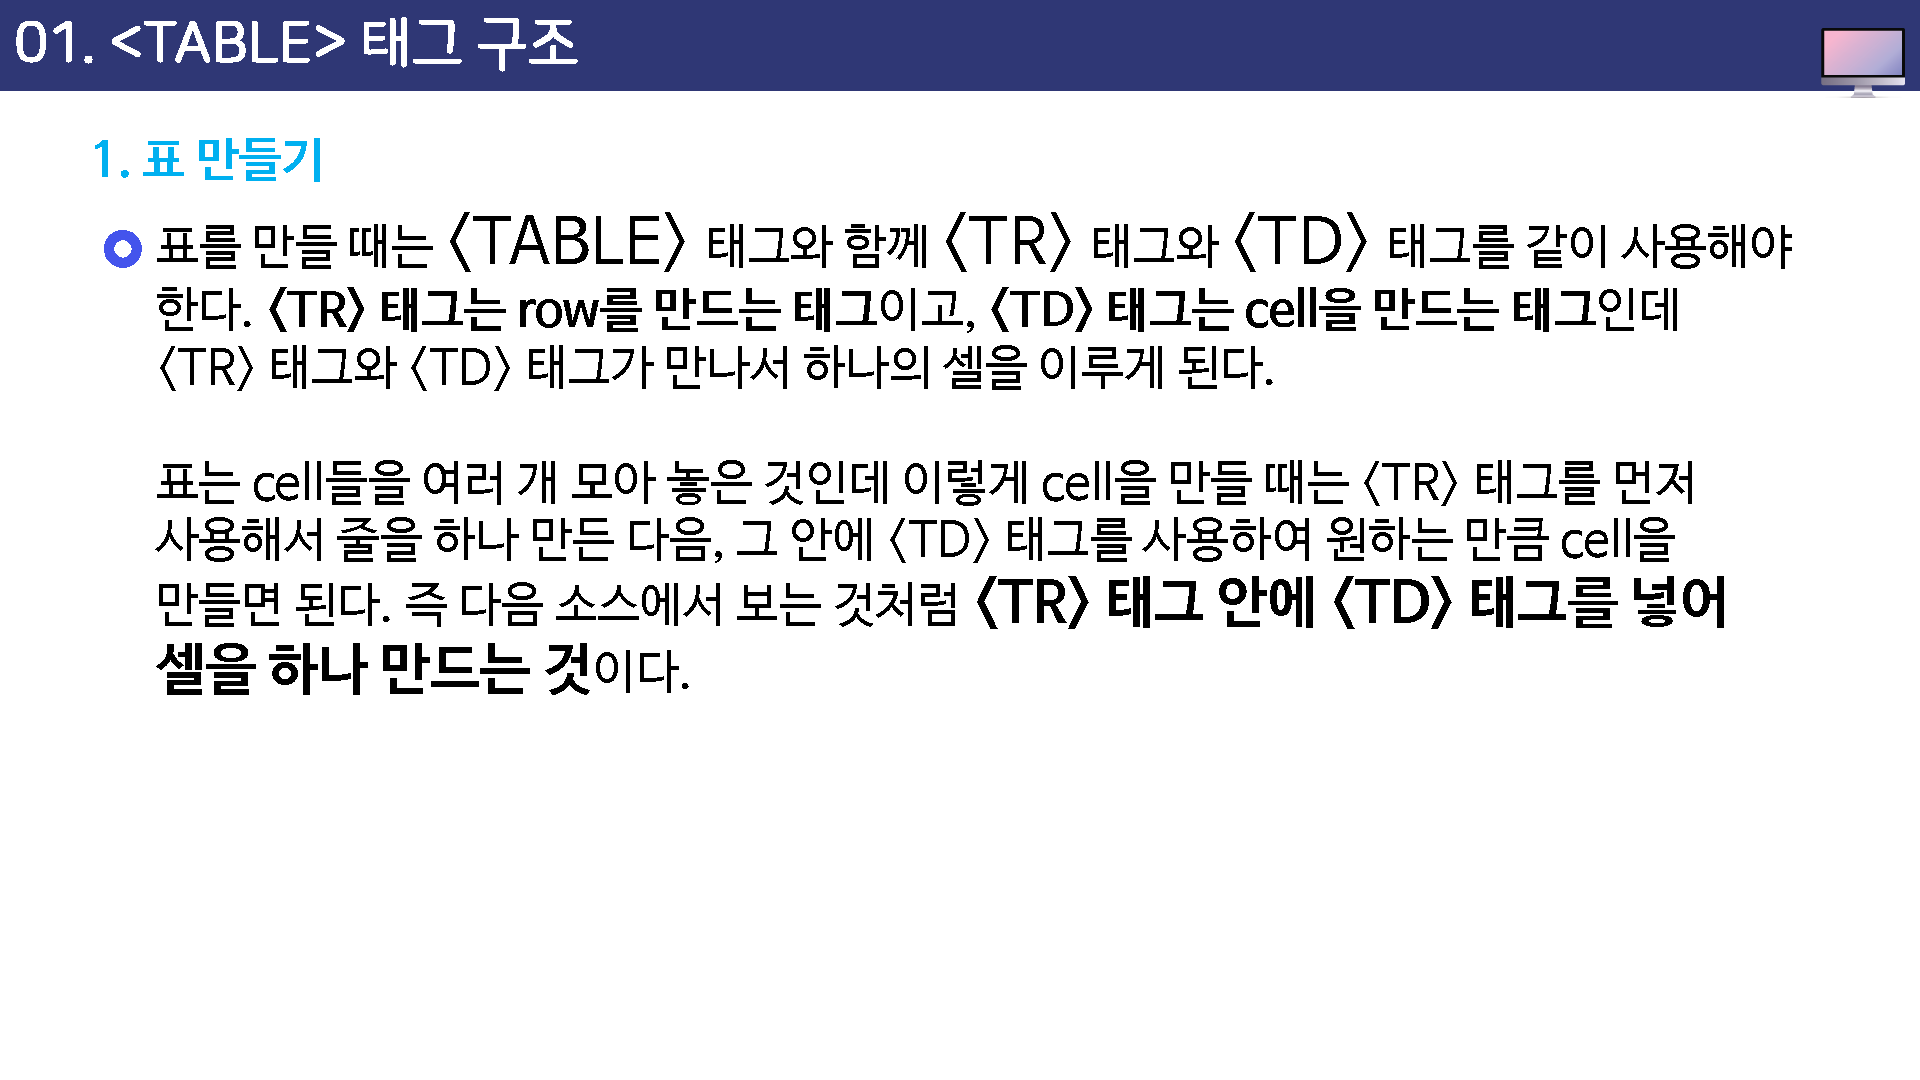 01. <TABLE> 태그 구조
1. 표 만들기
표를 만들 때는 〈TABLE〉 태그와 함께 〈TR〉 태그와 〈TD〉 태그를 같이 사용해야
한다. 〈TR〉 태그는 row를 만드는 태그이고, 〈TD〉 태그는 cell을 만드는 태그인데
〈TR〉 태그와 〈TD〉 태그가 만나서 하나의 셀을 이루게 된다.
표는 cell들을 여러 개 모아 놓은 것인데 이렇게 cell을 만들 때는 〈TR〉 태그를 먼저
사용해서 줄을 하나 만든 다음, 그 안에 〈TD〉 태그를 사용하여 원하는 만큼 cell을
만들면 된다. 즉 다음 소스에서 보는 것처럼 〈TR〉 태그 안에 〈TD〉 태그를 넣어
셀을 하나 만드는 것이다.